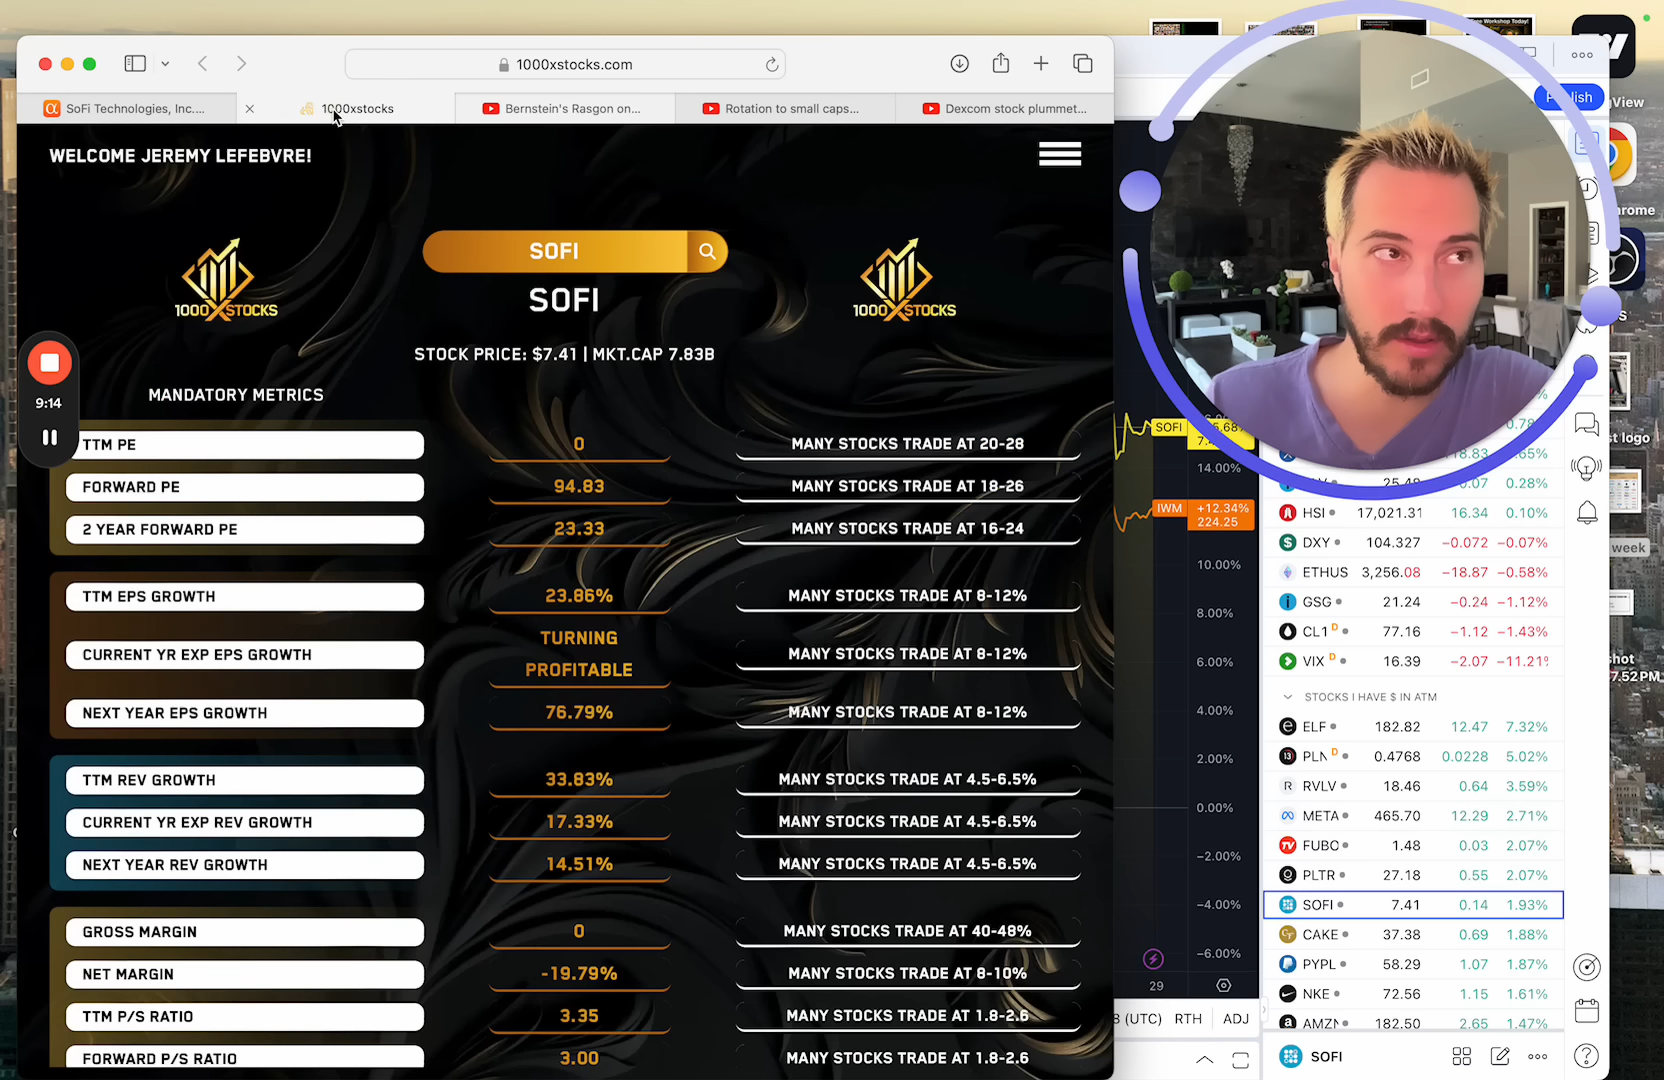 1000xstocks.com
SoFi Technologies, Inc....
1000xstocks
Bernstein's Rasgon on...
Rotation to small caps...
Dexcom stock plummet...
WELCOME JEREMY LEFEBVRE!
SOFI
SOFI
1000XSTOCKS
1000XSTOCKS
STOCK PRICE: $7.41 | MKT.CAP 7.83B
9:14
MANDATORY METRICS
TTM PE 0 MANY STOCKS TRADE AT 20-28
FORWARD PE 94.83 MANY STOCKS TRADE AT 18-26
2 YEAR FORWARD PE 23.33 MANY STOCKS TRADE AT 16-24
TTM EPS GROWTH 23.86% MANY STOCKS TRADE AT 8-12%
CURRENT YR EXP EPS GROWTH TURNING PROFITABLE MANY STOCKS TRADE AT 8-12%
NEXT YEAR EPS GROWTH 76.79% MANY STOCKS TRADE AT 8-12%
TTM REV GROWTH 33.83% MANY STOCKS TRADE AT 4.5-6.5%
CURRENT YR EXP REV GROWTH 17.33% MANY STOCKS TRADE AT 4.5-6.5%
NEXT YEAR REV GROWTH 14.51% MANY STOCKS TRADE AT 4.5-6.5%
GROSS MARGIN 0 MANY STOCKS TRADE AT 40-48%
NET MARGIN -19.79% MANY STOCKS TRADE AT 8-10%
TTM P/S RATIO 3.35 MANY STOCKS TRADE AT 1.8-2.6
FORWARD P/S RATIO 3.00 MANY STOCKS TRADE AT 1.8-2.6
SOFI
14.00%
IWM +12.34%
224.25
10.00%
8.00%
6.00%
4.00%
2.00%
0.00%
−2.00%
−4.00%
−6.00%
29
(UTC) RTH ADJ
25.49 0.07 0.28%
HSI 17,021.31 16.34 0.10%
DXY 104.327 −0.072 −0.07%
ETHUS 3,256.08 −18.87 −0.58%
GSG 21.24 −0.24 −1.12%
CL1 D 77.16 −1.12 −1.43%
VIX D 16.39 −2.07 −11.21%
STOCKS I HAVE $ IN ATM
ELF 182.82 12.47 7.32%
PLN D 0.4768 0.0228 5.02%
RVLV 18.46 0.64 3.59%
META 465.70 12.29 2.71%
FUBO 1.48 0.03 2.07%
PLTR 27.18 0.55 2.07%
SOFI 7.41 0.14 1.93%
CAKE 37.38 0.69 1.88%
PYPL 58.29 1.07 1.87%
NKE 72.56 1.15 1.61%
AMZN 182.50 2.65 1.47%
SOFI
week
7.52 PM